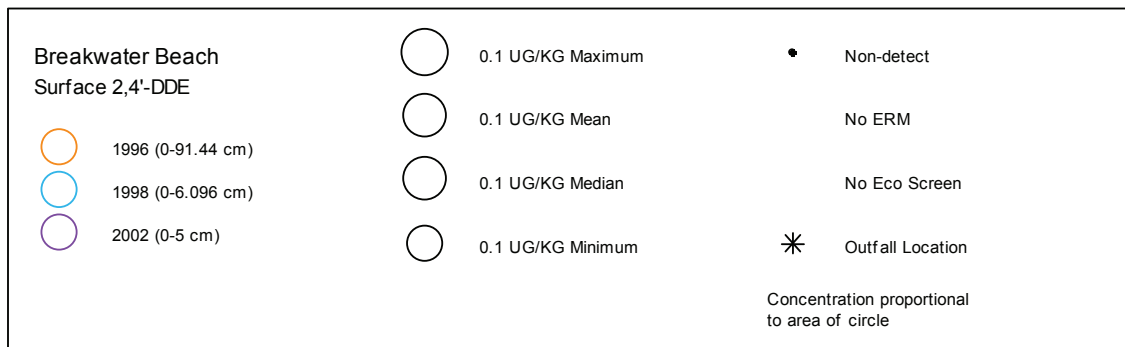 Breakwater Beach
Surface 2,4'-DDE
1996 (0-91.44 cm)
1998 (0-6.096 cm)
2002 (0-5 cm)
0.1 UG/KG Maximum
0.1 UG/KG Mean
0.1 UG/KG Median
0.1 UG/KG Minimum
Non-detect
No ERM
No Eco Screen
Outfall Location
Concentration proportional
to area of circle